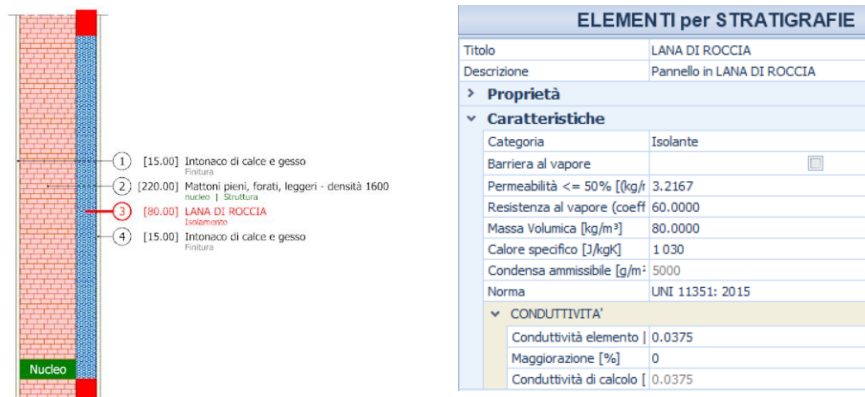 1 [15.00] Intonaco di calce e gesso
Finitura
2 [220.00] Mattoni pieni, forati, leggeri - densità 1600
nucleo | Struttura
3 [80.00] LANA DI ROCCIA
Isolamento
4 [15.00] Intonaco di calce e gesso
Finitura
Nucleo
ELEMENTI per STRATIGRAFIE
Titolo LANA DI ROCCIA
Descrizione Pannello in LANA DI ROCCIA
Proprietà
Caratteristiche
Categoria Isolante
Barriera al vapore
Permeabilità <= 50% [(kg/r 3.2167
Resistenza al vapore (coeff 60.0000
Massa Volumica [kg/m³] 80.0000
Calore specifico [J/kgK] 1 030
Condensa ammissibile [g/m² 5000
Norma UNI 11351: 2015
CONDUTTIVITA'
Conduttività elemento [ 0.0375
Maggiorazione [%] 0
Conduttività di calcolo [ 0.0375